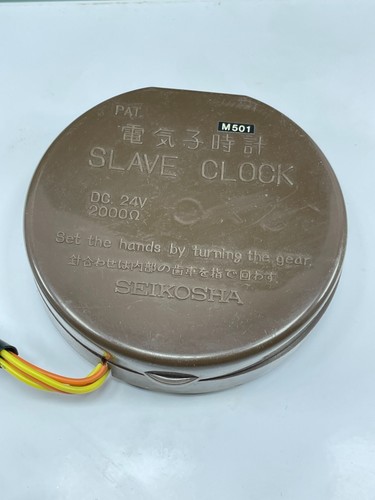 PAT.
M501
電気子時計
SLAVE CLOCK
DC. 24V
2000Ω
Set the hands by turning the gear.
針合わせは内部の歯車を指で回わす
SEIKOSHA